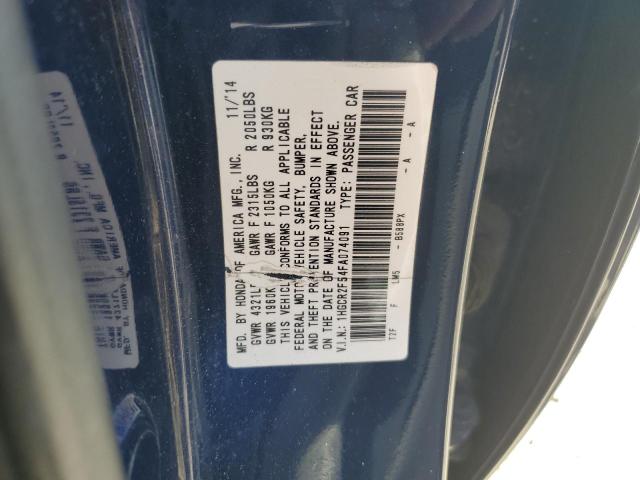 MFD. BY HONDA OF AMERICA MFG., INC. 11/'14
GVWR 4321LBS GAWR F 2315LBS R 2050LBS
GVWR 1960K GAWR F 1050KG R 930KG
THIS VEHICLE CONFORMS TO ALL APPLICABLE
FEDERAL MOTOR VEHICLE SAFETY, BUMPER,
AND THEFT PREVENTION STANDARDS IN EFFECT
ON THE DATE OF MANUFACTURE SHOWN ABOVE.
V.I.N.: 1HGCR2F54FA074091 TYPE: PASSENGER CAR
TZF F LM5 - B588PX - A - A